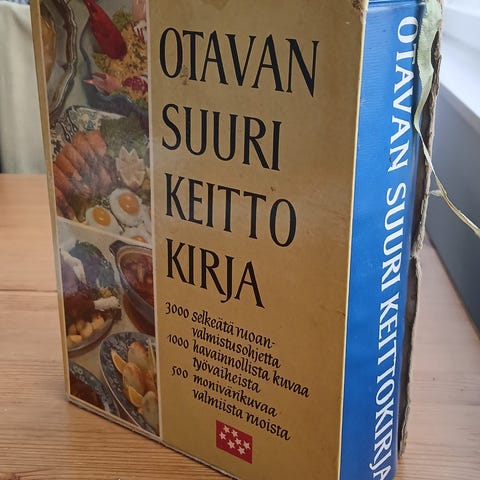 OTAVAN
SUURI
KEITTO
KIRJA
3000 selkeätä ruoan-
valmistusohjetta
1000 havainnollista kuvaa
työvaiheista
500 monivärikuvaa
valmiista ruoista
OTAVAN SUURI KEITTOKIRJA